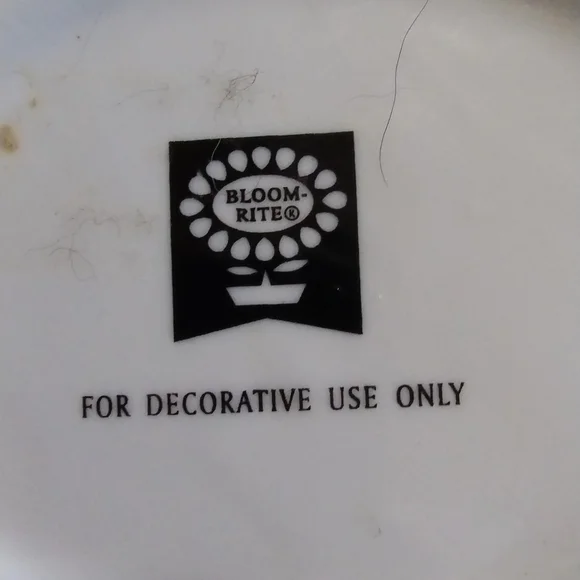 BLOOM-
RITE®
FOR DECORATIVE USE ONLY